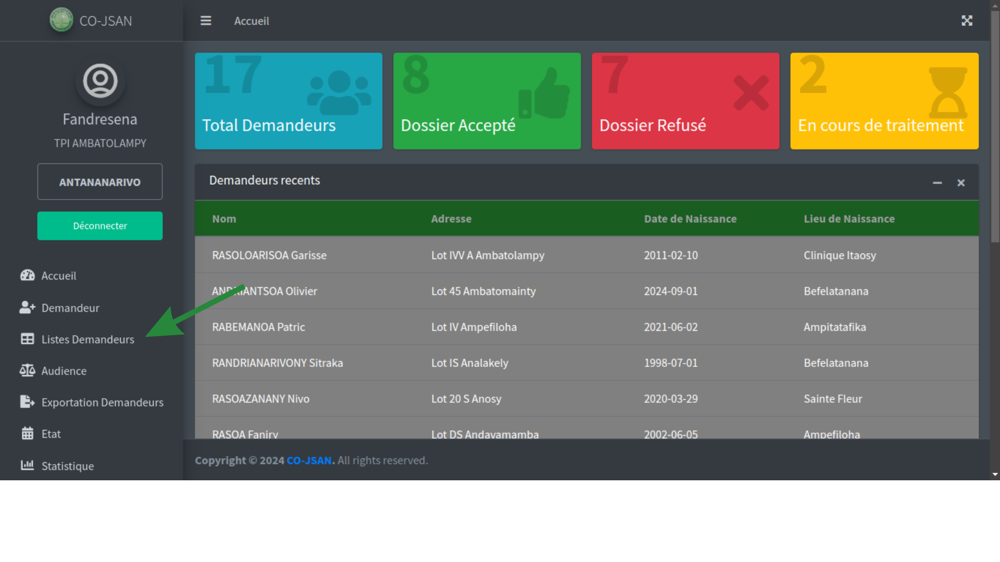 CO-JSAN
Accueil
Fandresena
TPI AMBATOLAMPY
ANTANANARIVO
Déconnecter
Accueil
Demandeur
Listes Demandeurs
Audience
Exportation Demandeurs
Etat
Statistique
17
Total Demandeurs
8
Dossier Accepté
7
Dossier Refusé
2
En cours de traitement
Demandeurs recents
Nom Adresse Date de Naissance Lieu de Naissance
RASOLOARISOA Garisse Lot IVV A Ambatolampy 2011-02-10 Clinique Itaosy
ANDRIANTSOA Olivier Lot 45 Ambatomainty 2024-09-01 Befelatanana
RABEMANOA Patric Lot IV Ampefiloha 2021-06-02 Ampitatafika
RANDRIANARIVONY Sitraka Lot IS Analakely 1998-07-01 Befelatanana
RASOAZANANY Nivo Lot 20 S Anosy 2020-03-29 Sainte Fleur
RASOA Faniry Lot DS Andavamamba 2002-06-05 Ampefiloha
Copyright © 2024 CO-JSAN. All rights reserved.